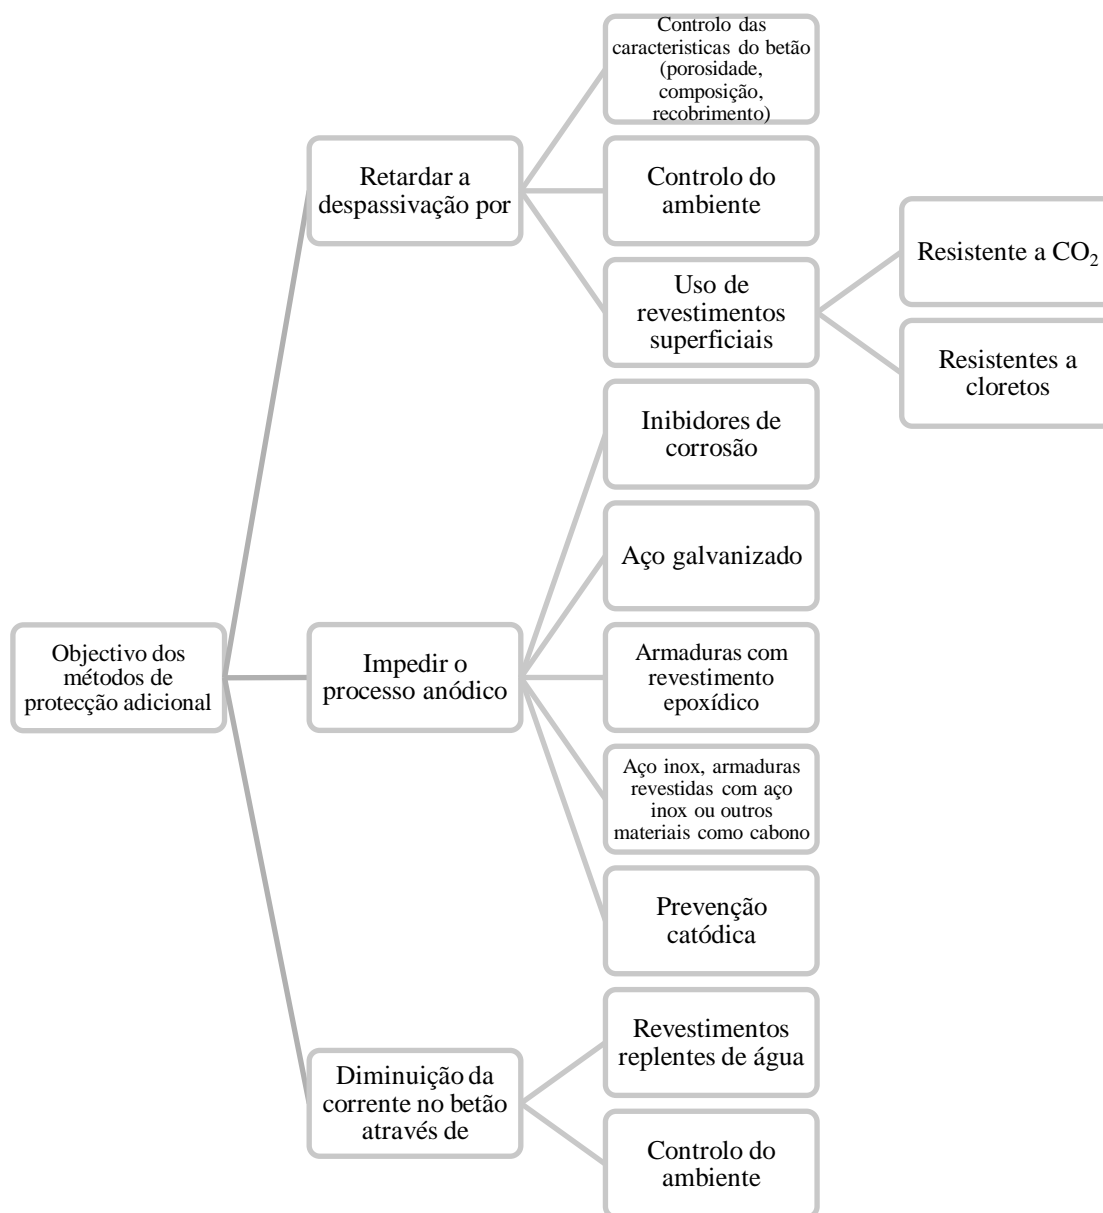 Controlo das
caracteristicas do betão
(porosidade,
composição,
recobrimento)
Retardar a
despassivação por
Controlo do
ambiente
Resistente a CO₂
Uso de
revestimentos
superficiais
Resistentes a
cloretos
Inibidores de
corrosão
Aço galvanizado
Objectivo dos
métodos de
protecção adicional
Impedir o
processo anódico
Armaduras com
revestimento
epoxídico
Aço inox, armaduras
revestidas com aço
inox ou outros
materiais como cabono
Prevenção
catódica
Revestimentos
replentes de água
Diminuição da
corrente no betão
através de
Controlo do
ambiente